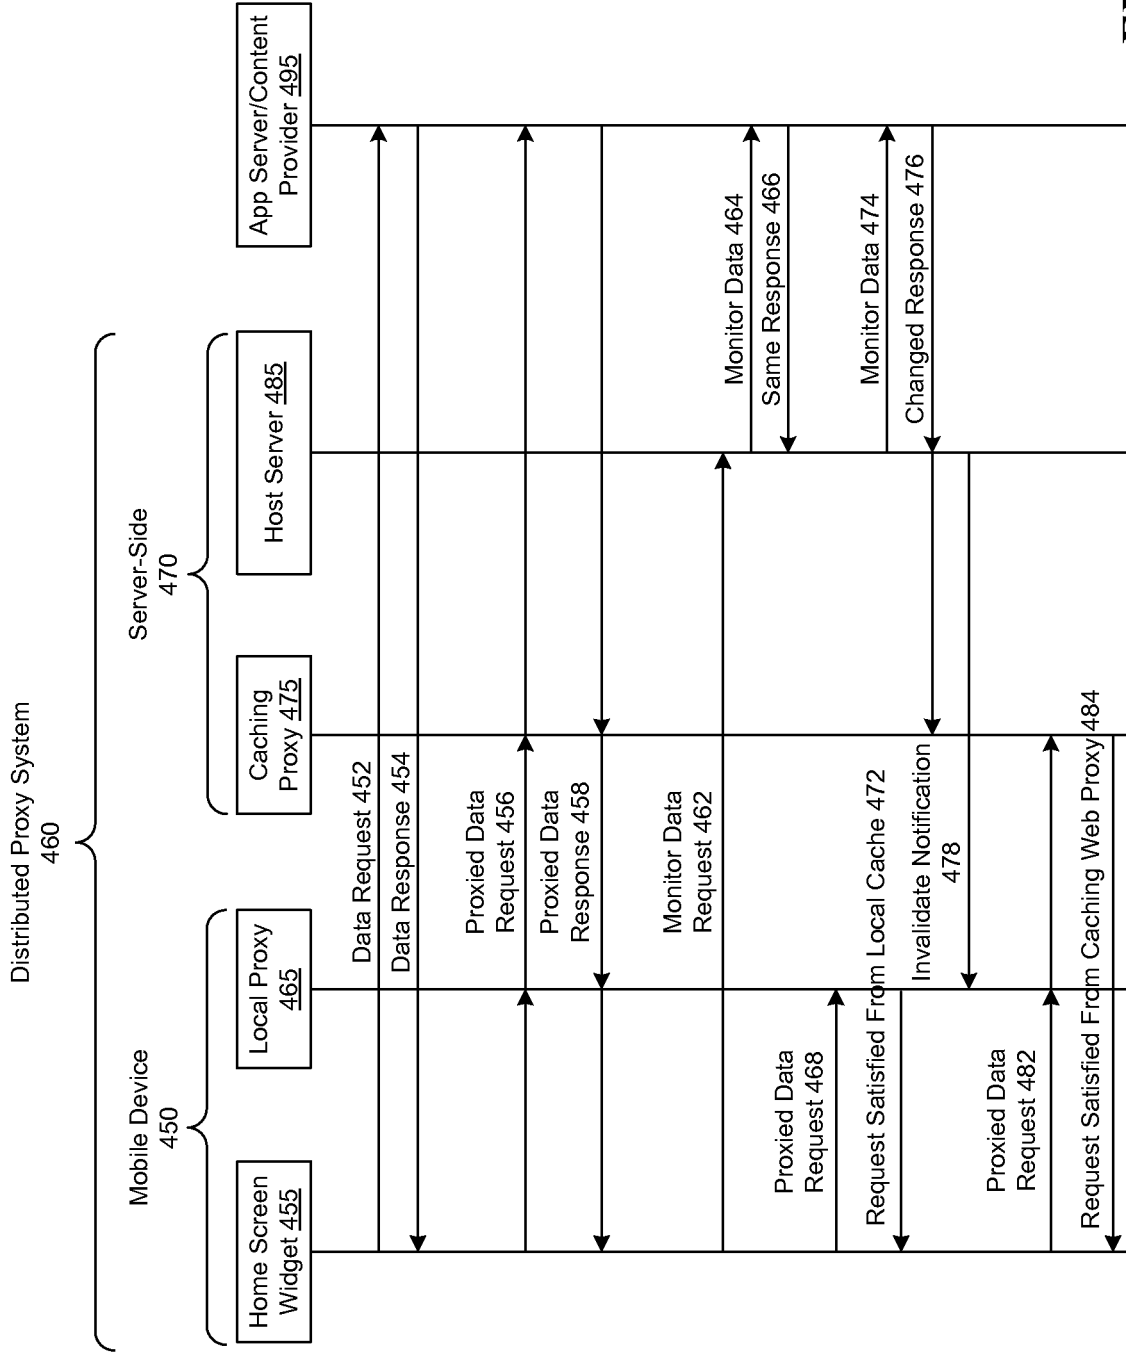 Distributed Proxy System
460
Mobile Device
450
Server-Side
470
Home Screen
Widget 455
Local Proxy
465
Caching
Proxy 475
Host Server 485
App Server/Content
Provider 495
Data Request 452
Data Response 454
Proxied Data
Request 456
Proxied Data
Response 458
Monitor Data
Request 462
Monitor Data 464
Same Response 466
Proxied Data
Request 468
Request Satisfied From Local Cache 472
Monitor Data 474
Changed Response 476
Invalidate Notification
478
Proxied Data
Request 482
Request Satisfied From Caching Web Proxy 484